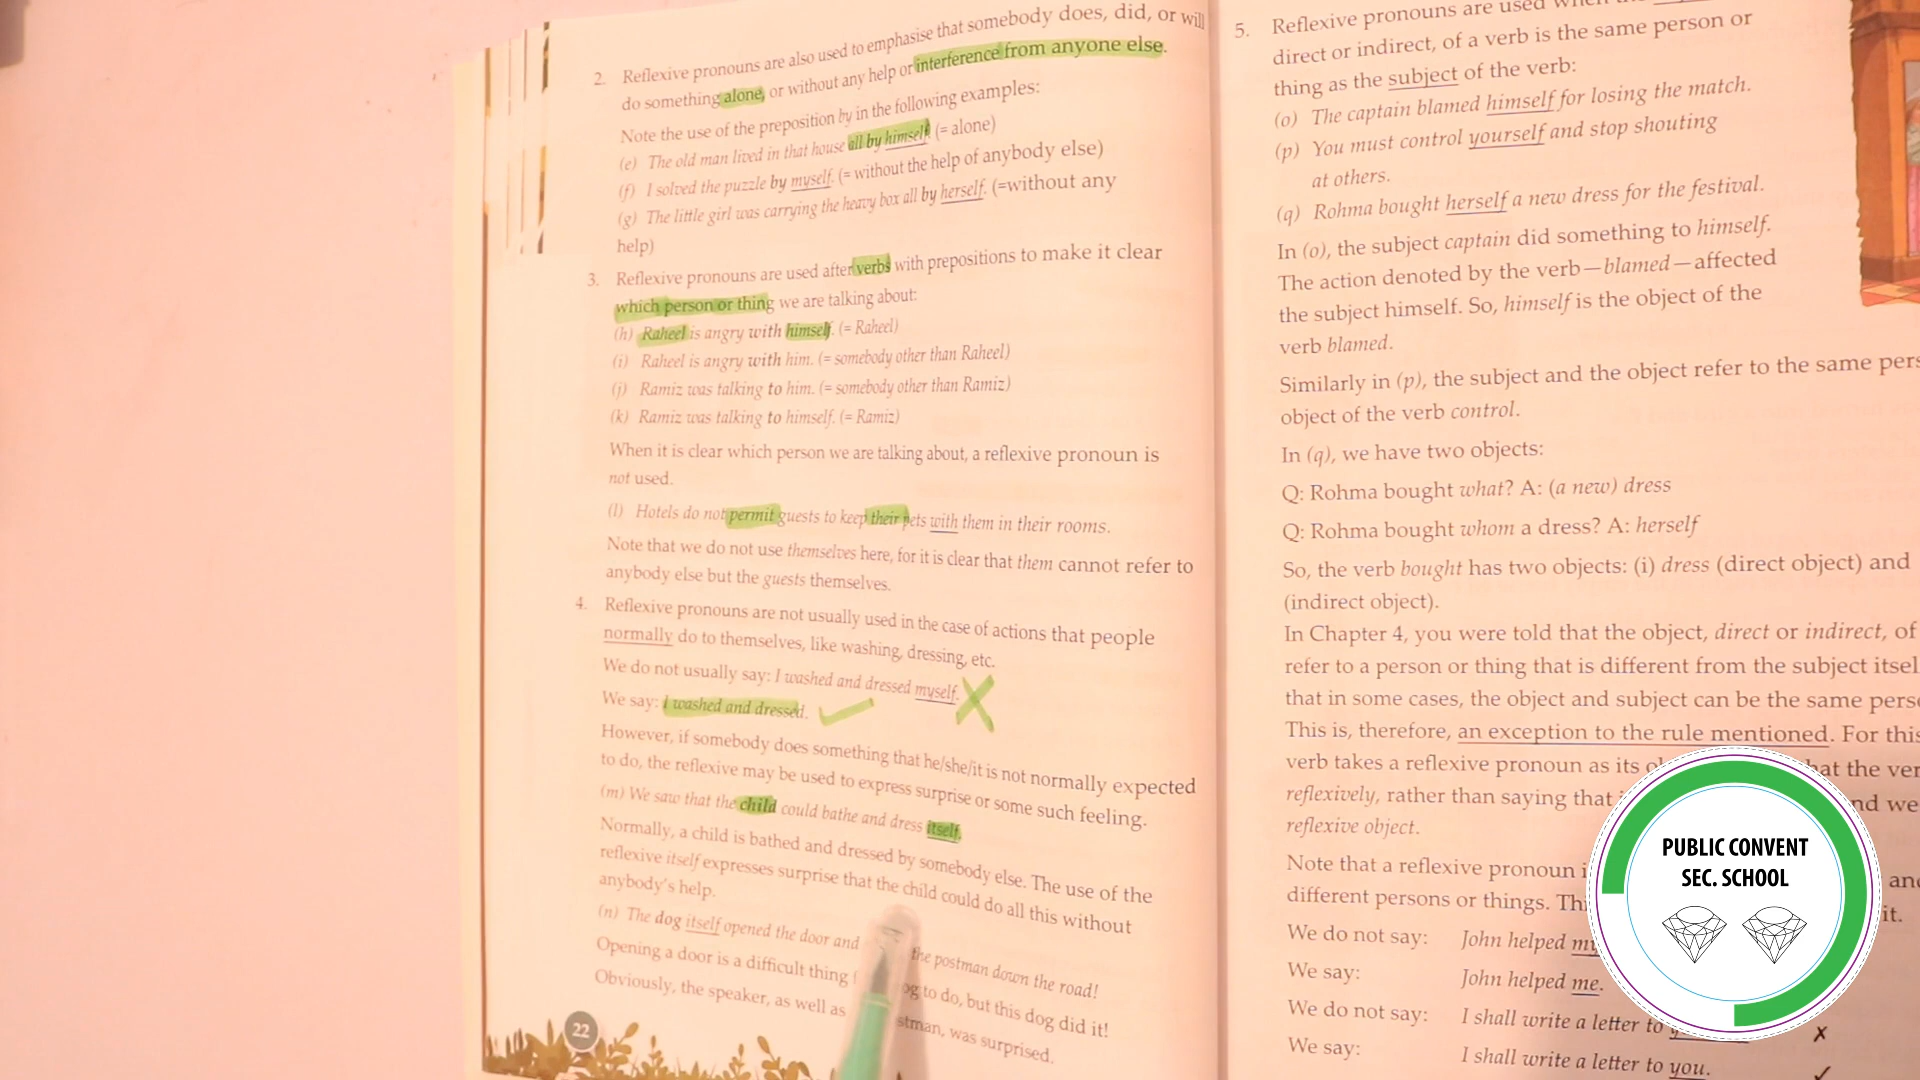 2. Reflexive pronouns are also used to emphasise that somebody does, did, or will
do something alone, or without any help or interference from anyone else.
Note the use of the preposition by in the following examples:
(e) The old man lived in that house all by himself. (= alone)
(f) I solved the puzzle by myself. (= without the help of anybody else)
(g) The little girl was carrying the heavy box all by herself. (=without any
help)
3. Reflexive pronouns are used after verbs with prepositions to make it clear
which person or thing we are talking about:
(h) Raheel is angry with himself. (= Raheel)
(i) Raheel is angry with him. (= somebody other than Raheel)
(j) Ramiz was talking to him. (= somebody other than Ramiz)
(k) Ramiz was talking to himself. (= Ramiz)
When it is clear which person we are talking about, a reflexive pronoun is
not used.
(l) Hotels do not permit guests to keep their pets with them in their rooms.
Note that we do not use themselves here, for it is clear that them cannot refer to
anybody else but the guests themselves.
4. Reflexive pronouns are not usually used in the case of actions that people
normally do to themselves, like washing, dressing, etc.
We do not usually say: I washed and dressed myself.
We say: I washed and dressed.
However, if somebody does something that he/she/it is not normally expected
to do, the reflexive may be used to express surprise or some such feeling.
(m) We saw that the child could bathe and dress itself.
Normally, a child is bathed and dressed by somebody else. The use of the
reflexive itself expresses surprise that the child could do all this without
anybody's help.
(n) The dog itself opened the door and the postman down the road!
Opening a door is a difficult thing to do, but this dog did it!
Obviously, the speaker, as well as was surprised.
22
5. Reflexive pronouns are used
direct or indirect, of a verb is the same person or
thing as the subject of the verb:
(o) The captain blamed himself for losing the match.
(p) You must control yourself and stop shouting
at others.
(q) Rohma bought herself a new dress for the festival.
In (o), the subject captain did something to himself.
The action denoted by the verb—blamed—affected
the subject himself. So, himself is the object of the
verb blamed.
Similarly in (p), the subject and the object refer to the same
object of the verb control.
In (q), we have two objects:
Q: Rohma bought what? A: (a new) dress
Q: Rohma bought whom a dress? A: herself
So, the verb bought has two objects: (i) dress (direct object) and
(indirect object).
In Chapter 4, you were told that the object, direct or indirect, of
refer to a person or thing that is different from the subject
that in some cases, the object and subject can be the same
This is, therefore, an exception to the rule mentioned. For this
verb takes a reflexive pronoun as its that the
reflexively, rather than saying that and we
reflexive object.
Note that a reflexive pronoun
different persons or things. it.
We do not say: John helped
We say: John helped me.
We do not say: I shall write a letter to ✗
We say: I shall write a letter to you. ✓
PUBLIC CONVENT
SEC. SCHOOL